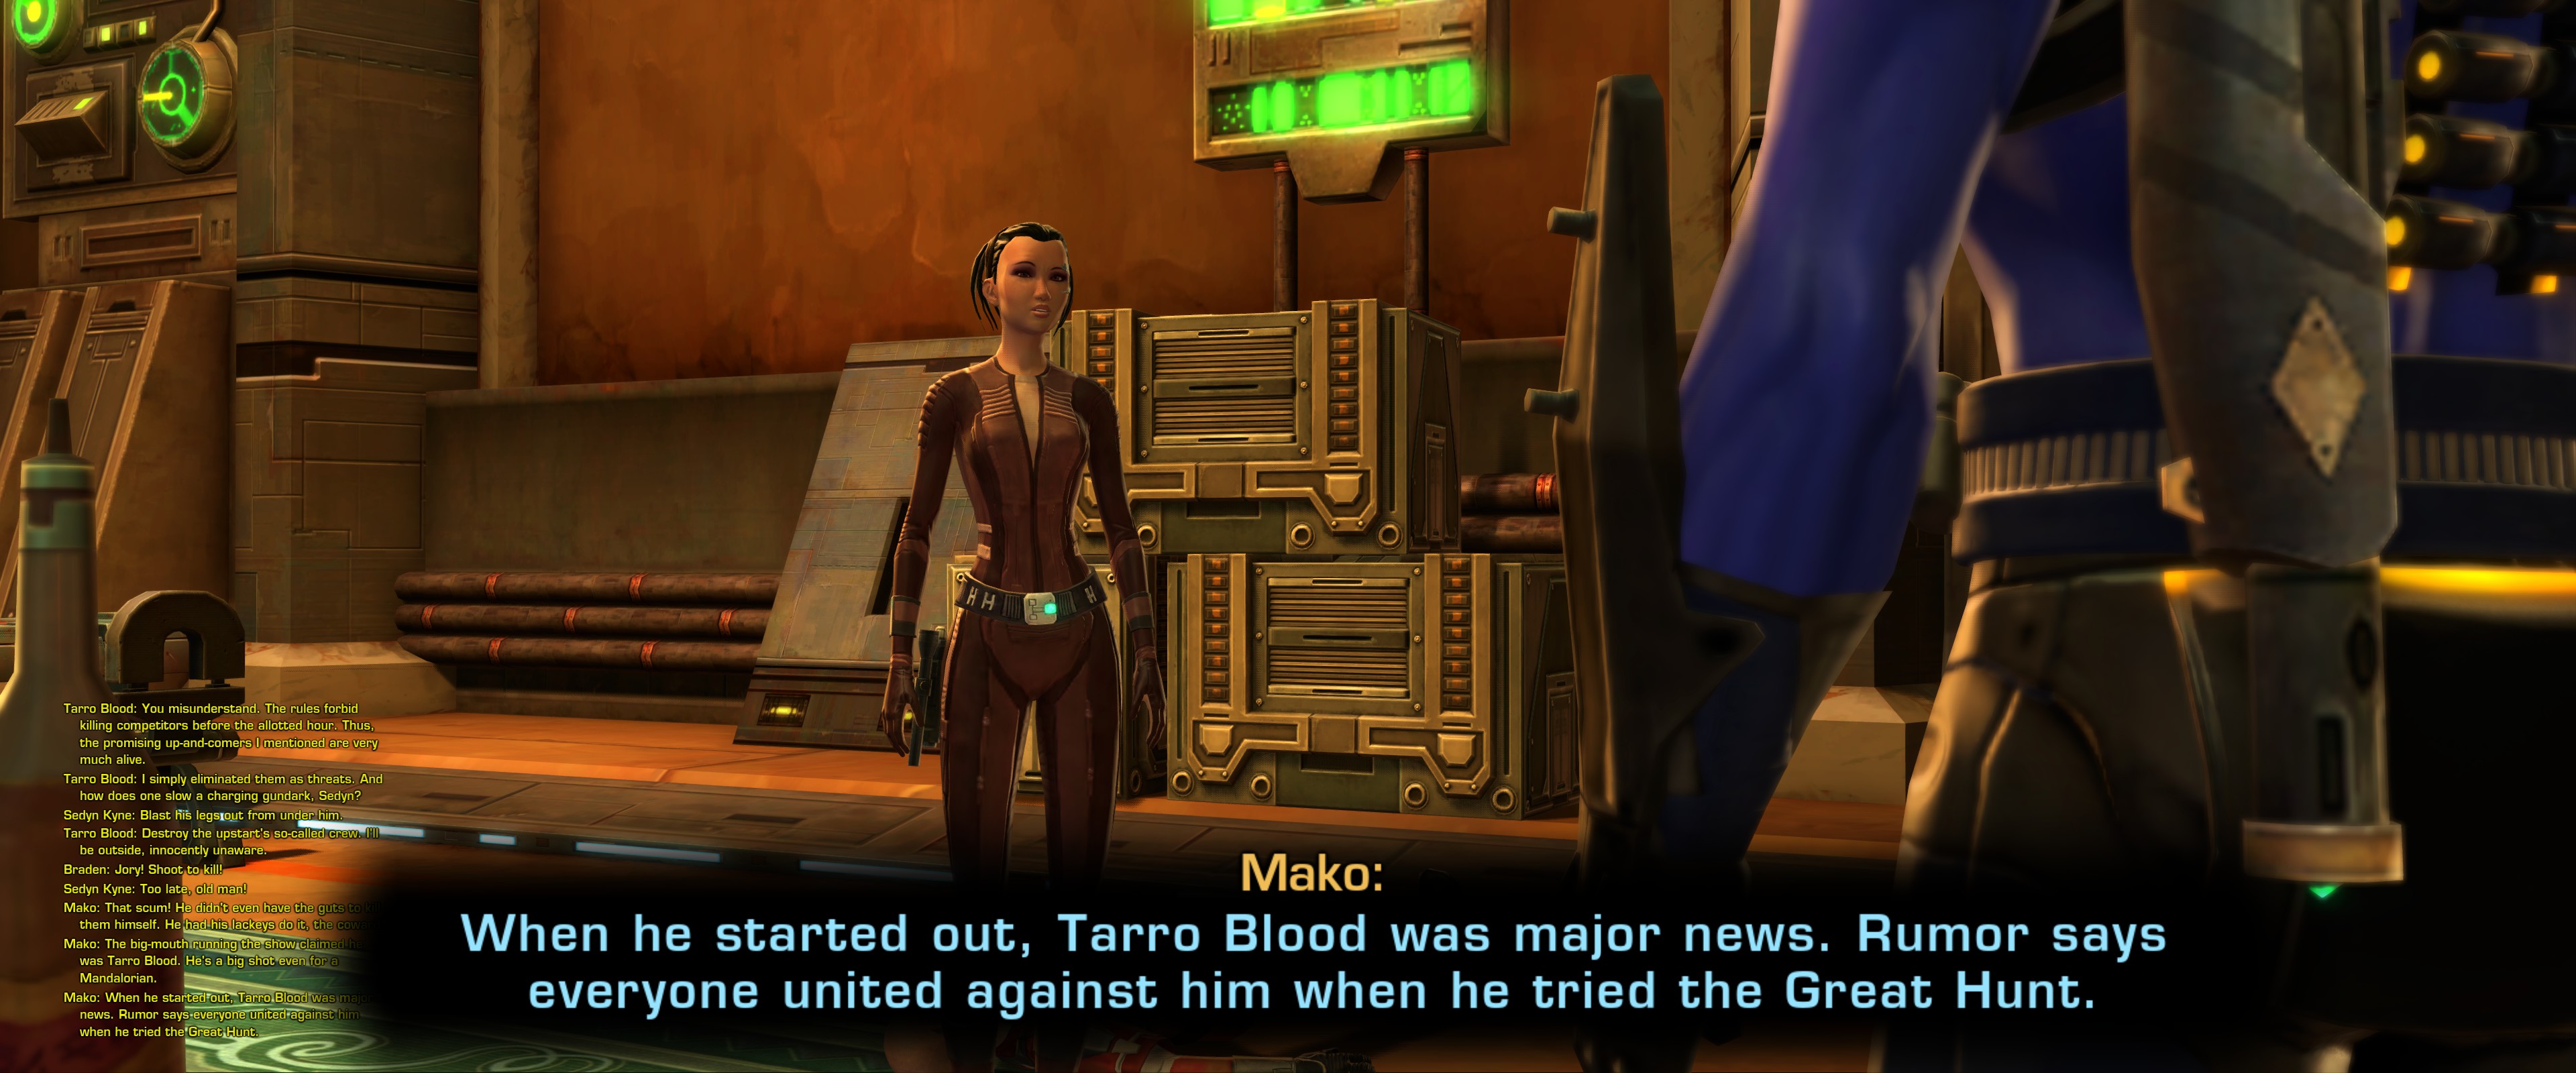 Tarro Blood: You misunderstand. The rules forbid
killing competitors before the allotted hour. Thus,
the promising up-and-comers I mentioned are very
much alive.
Tarro Blood: I simply eliminated them as threats. And
how does one slow a charging gundark, Sedyn?
Sedyn Kyne: Blast his legs out from under him.
Tarro Blood: Destroy the upstart's so-called crew. I'll
be outside, innocently unaware.
Braden: Jory! Shoot to kill!
Sedyn Kyne: Too late, old man!
Mako: That scum! He didn't even have the guts to
them himself. He had his lackeys do it, the
Mako: The big-mouth running the show claimed
was Tarro Blood. He's a big shot even for a
Mandalorian.
Mako: When he started out, Tarro Blood was major
news. Rumor says everyone united against him
when he tried the Great Hunt.
Mako:
When he started out, Tarro Blood was major news. Rumor says
everyone united against him when he tried the Great Hunt.